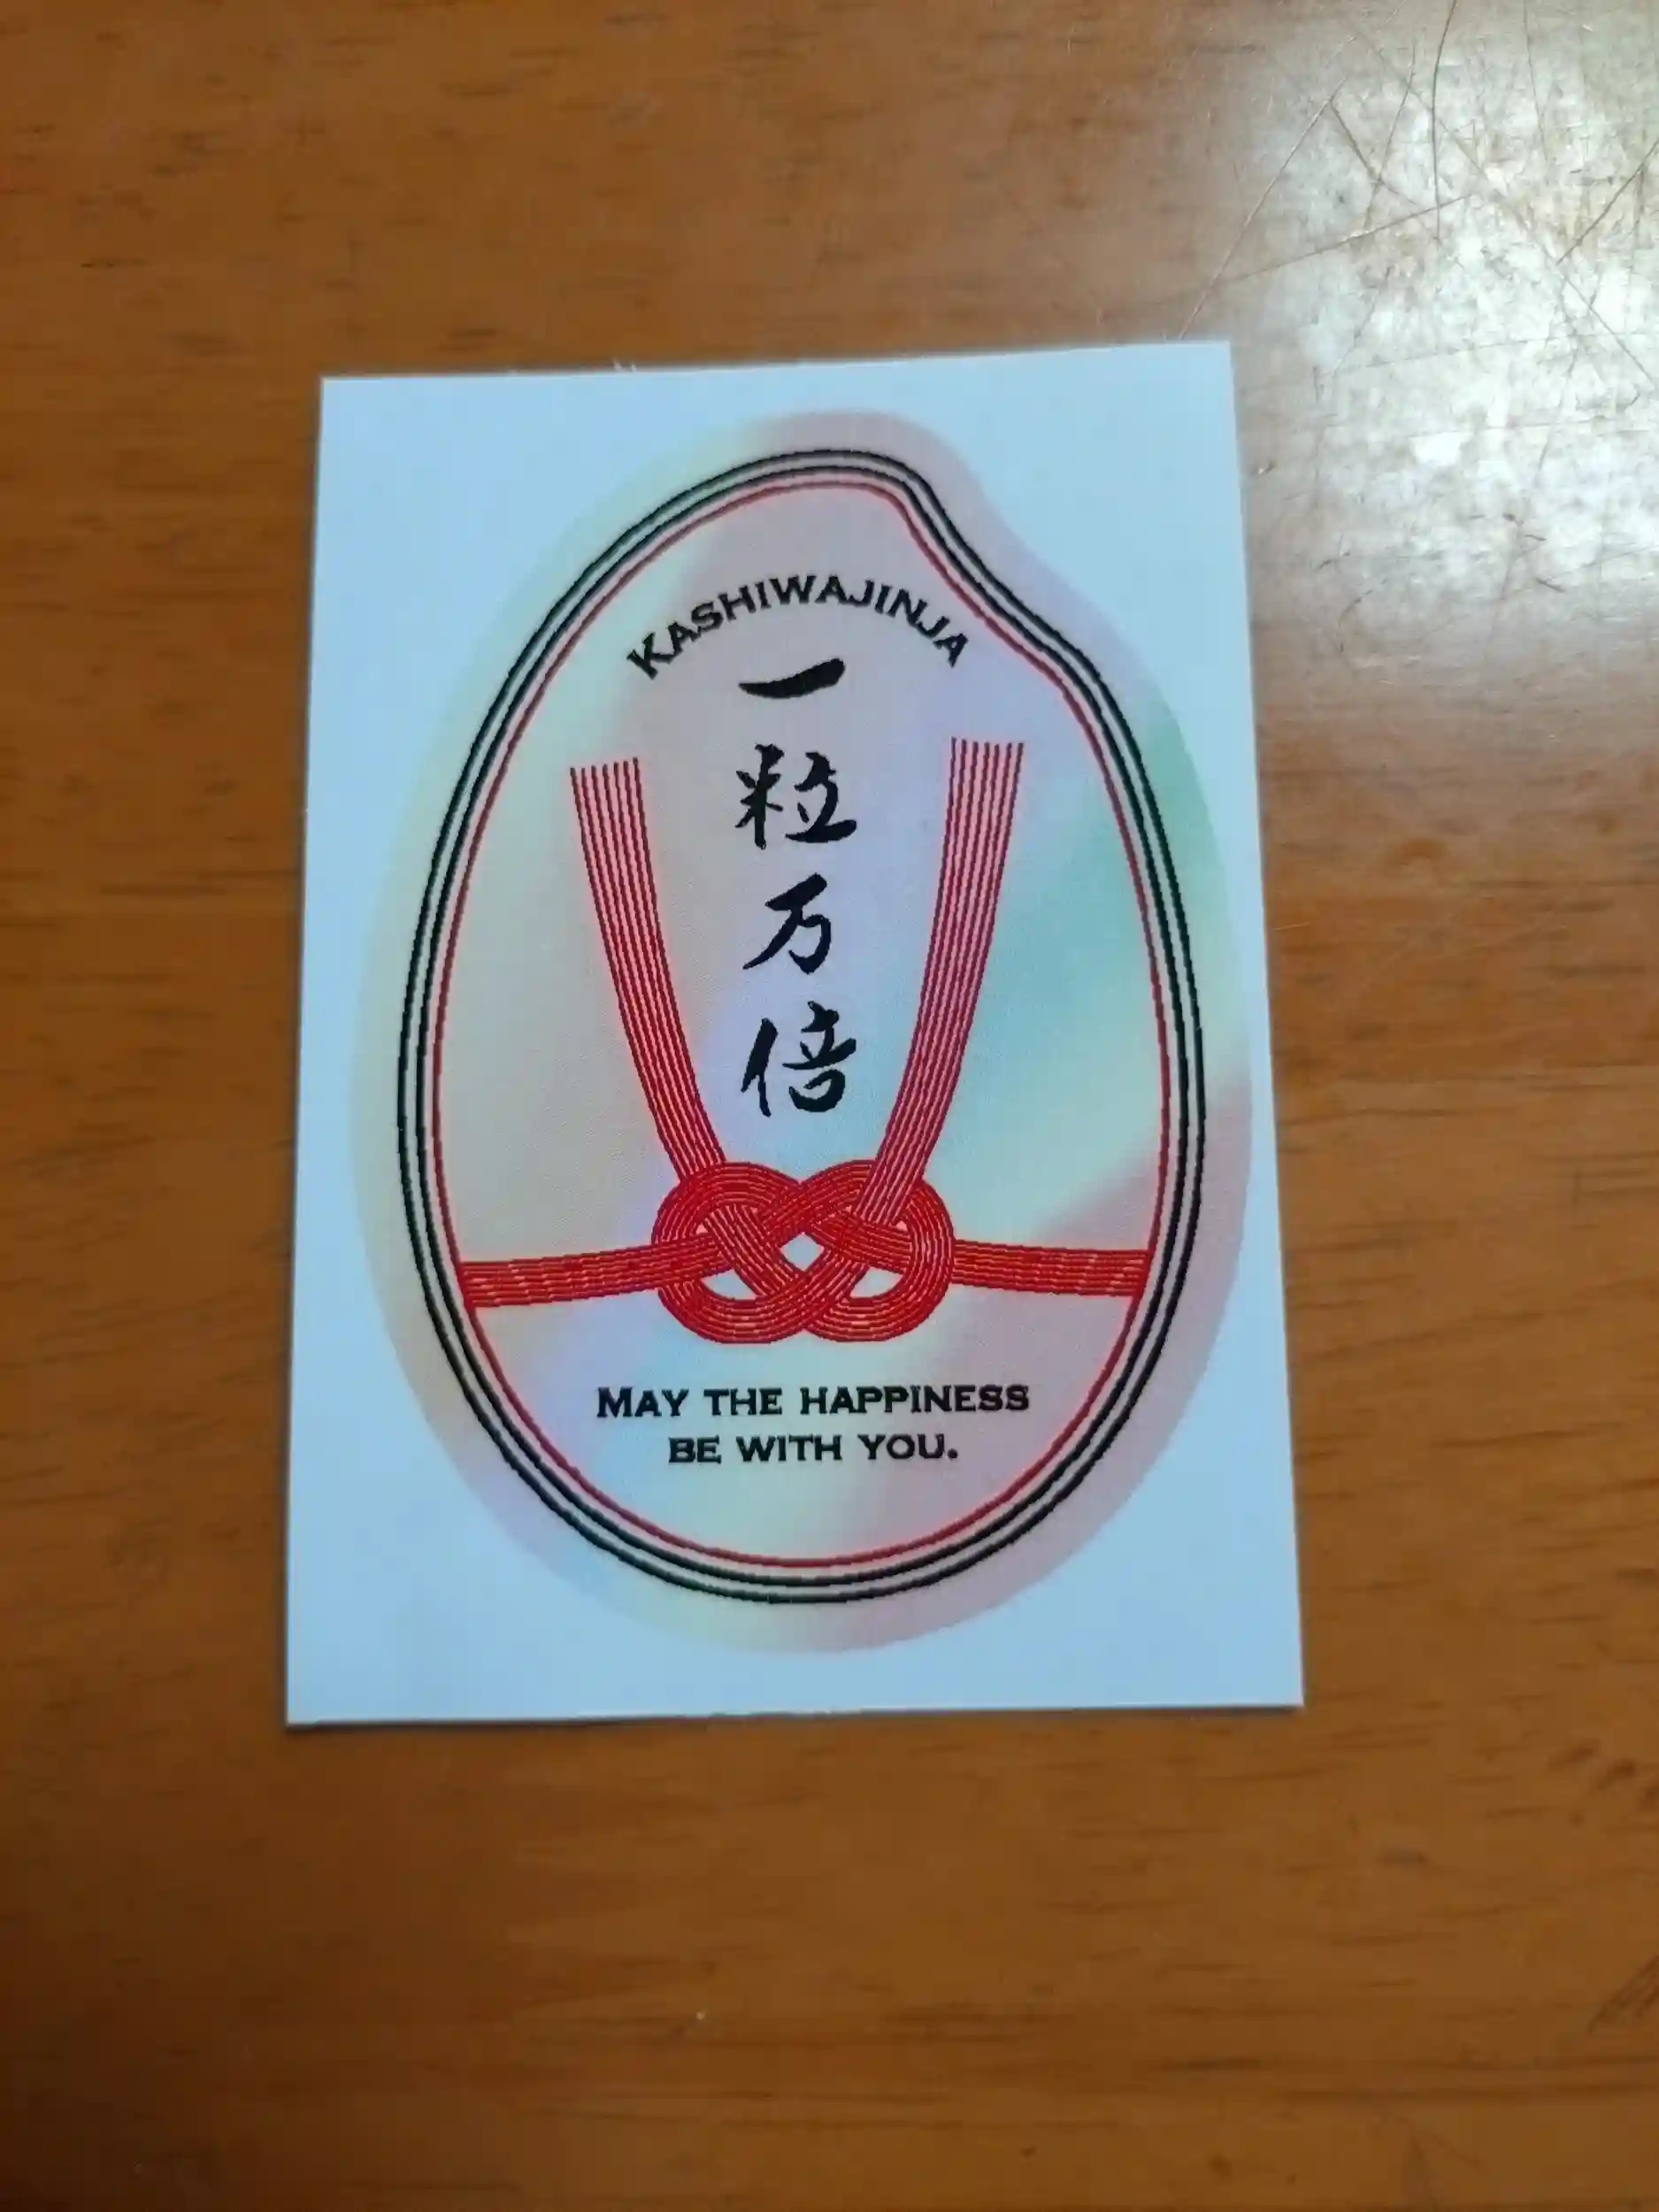 KASHIWAJINJA
一粒万倍
MAY THE HAPPINESS
BE WITH YOU.